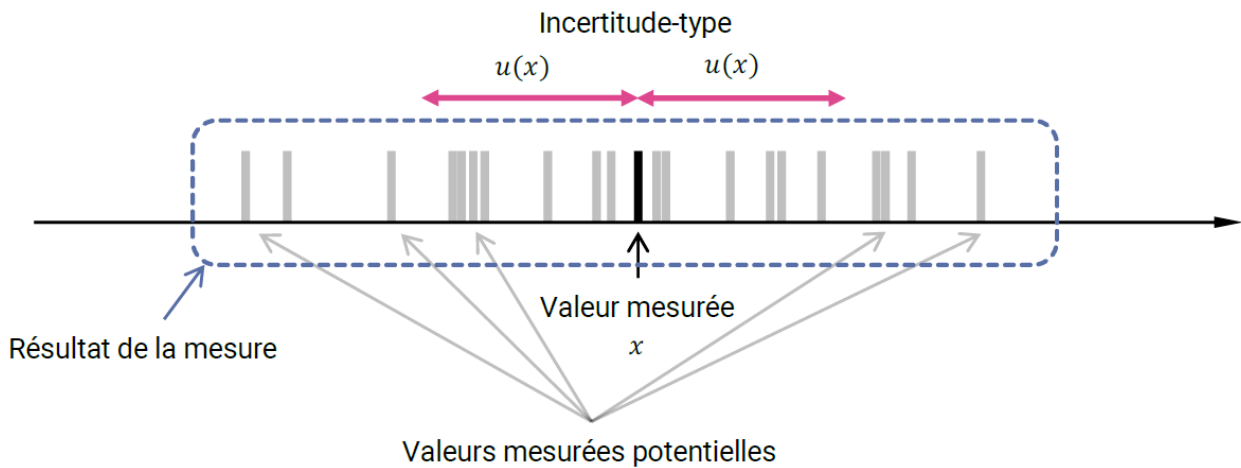 Incertitude-type
u(x) u(x)
Valeur mesurée
x
Résultat de la mesure
Valeurs mesurées potentielles